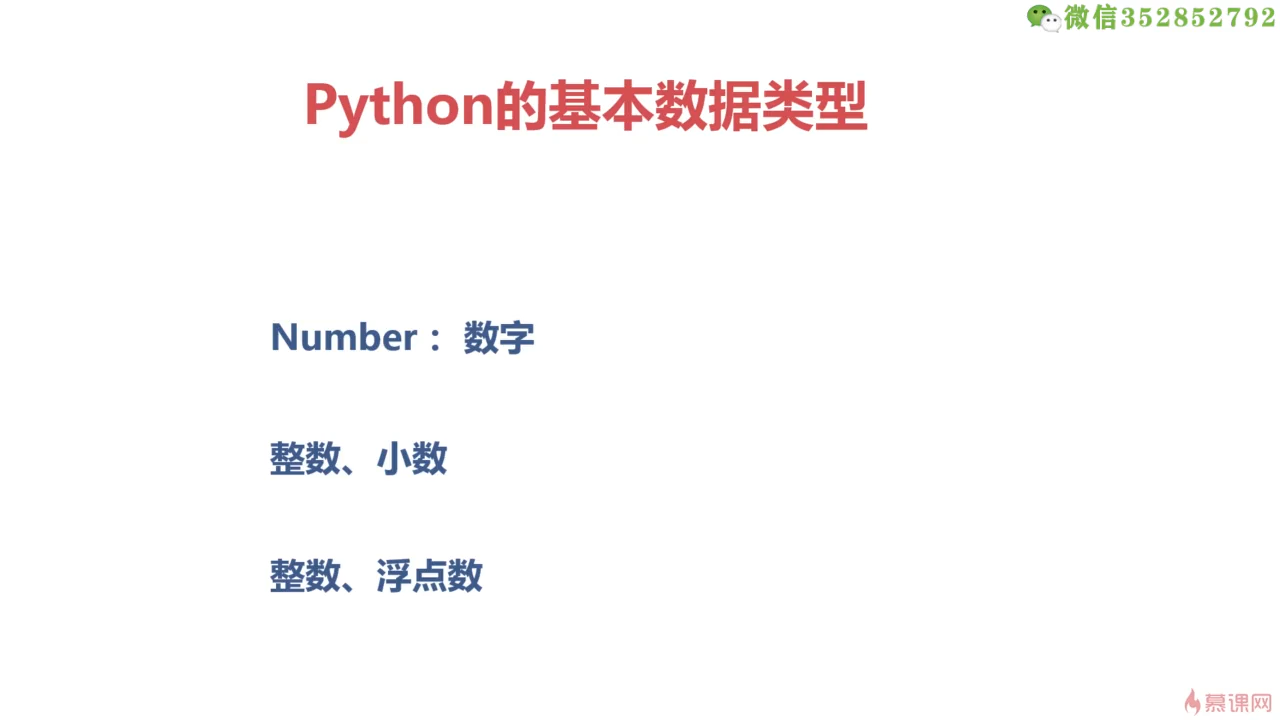 微信352852792
Python的基本数据类型
Number： 数字
整数、小数
整数、浮点数
慕课网